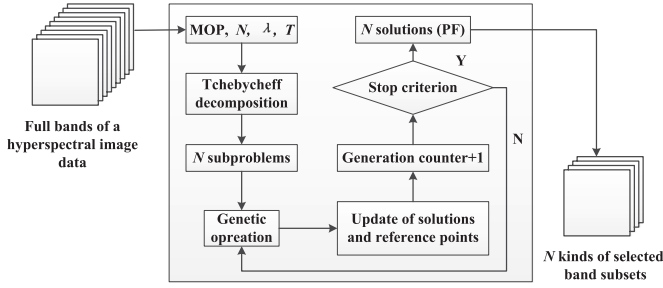 MOP, N, λ, T
Tchebycheff
decomposition
N subproblems
Genetic
opreation
Update of solutions
and reference points
Generation counter+1
Stop criterion
Y
N
N solutions (PF)
Full bands of a
hyperspectral image
data
N kinds of selected
band subsets